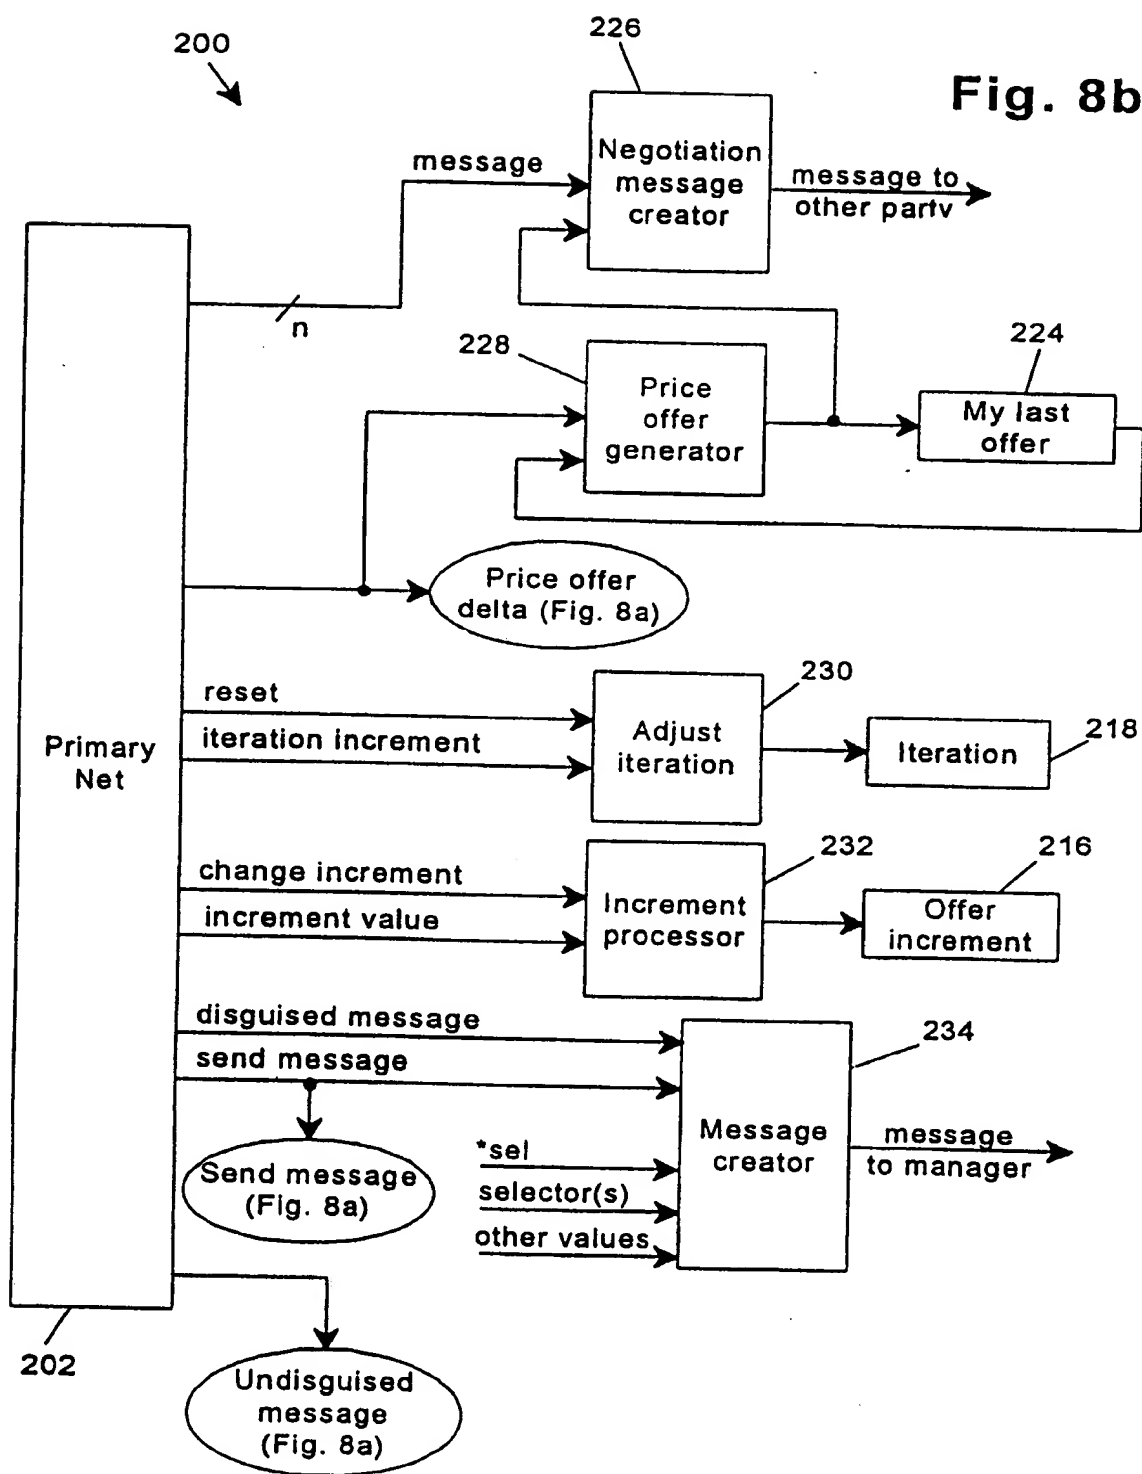 200
226
Fig. 8b
message
Negotiation
message
creator
message to
other party
n
228
224
Price
offer
generator
My last
offer
Price offer
delta (Fig. 8a)
230
reset
iteration increment
Adjust
iteration
Iteration
218
Primary
Net
232
216
change increment
increment value
Increment
processor
Offer
increment
disguised message
send message
234
Message
creator
message
to manager
*sel
selector(s)
other values
Send message
(Fig. 8a)
202
Undisguised
message
(Fig. 8a)